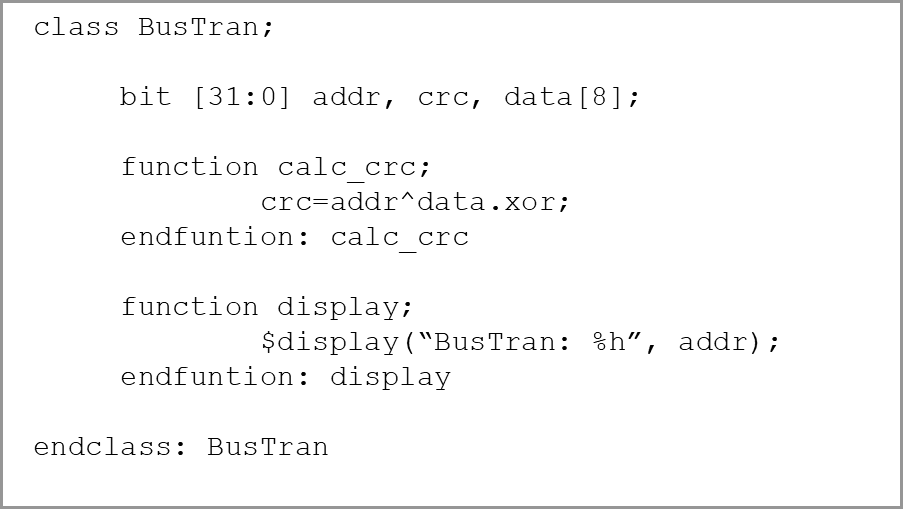 class BusTran;
bit [31:0] addr, crc, data[8];
function calc_crc;
crc=addr^data.xor;
endfuntion: calc_crc
function display;
$display(“BusTran: %h”, addr);
endfuntion: display
endclass: BusTran